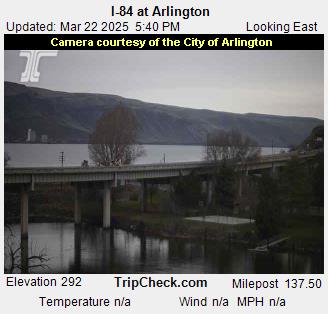 I-84 at Arlington
Updated: Mar 22 2025 5:40 PM Looking East
Camera courtesy of the City of Arlington
Elevation 292 TripCheck.com Milepost 137.50
Temperature n/a Wind n/a MPH n/a